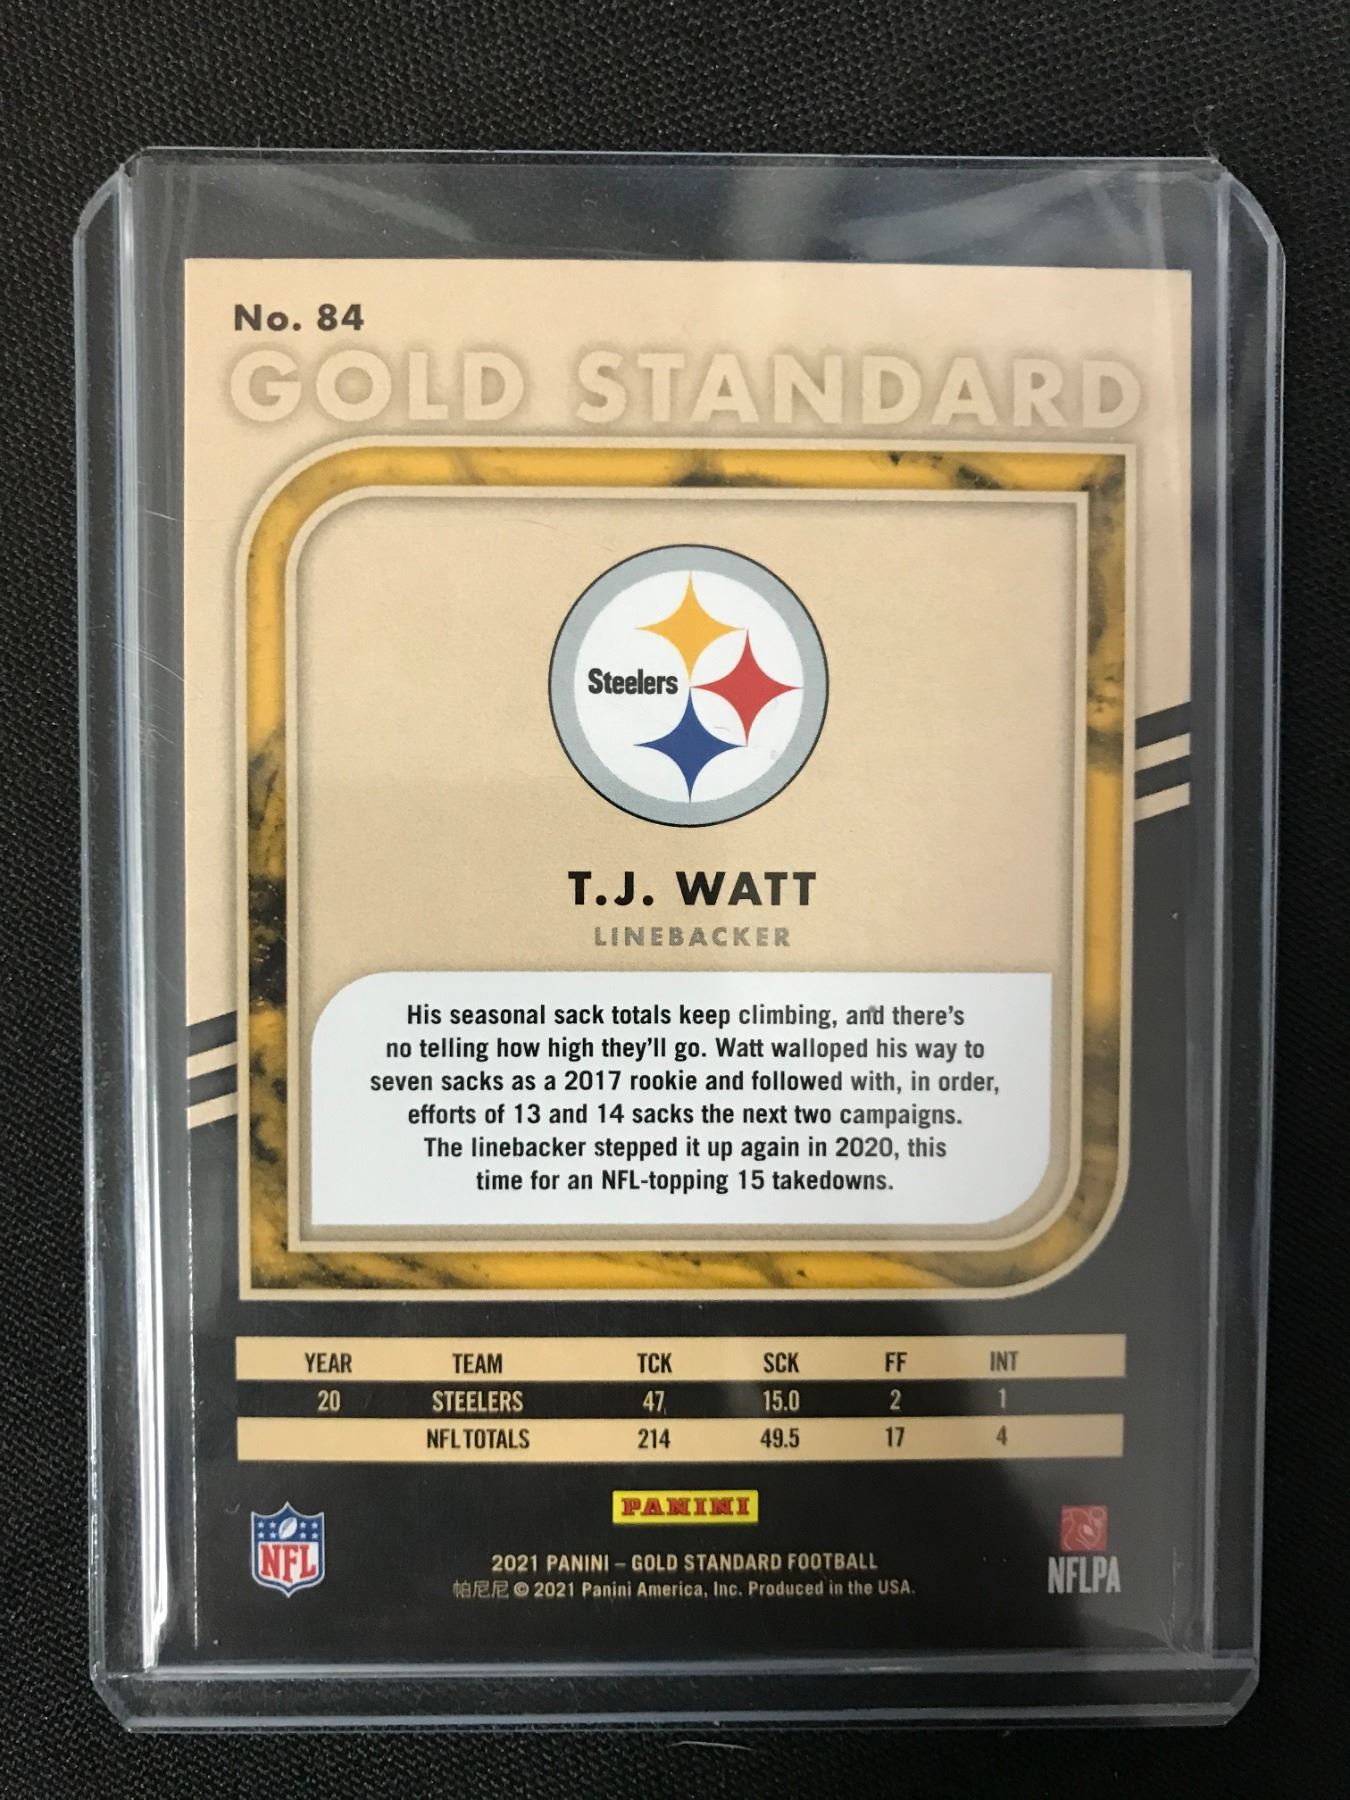 No. 84
GOLD STANDARD
Steelers
T.J. WATT
LINEBACKER
His seasonal sack totals keep climbing, and there's
no telling how high they'll go. Watt walloped his way to
seven sacks as a 2017 rookie and followed with, in order,
efforts of 13 and 14 sacks the next two campaigns.
The linebacker stepped it up again in 2020, this
time for an NFL-topping 15 takedowns.
YEAR TEAM TCK SCK FF INT
20 STEELERS 47 15.0 2 1
NFL TOTALS 214 49.5 17 4
PANINI
NFL
2021 PANINI – GOLD STANDARD FOOTBALL
帕尼尼 © 2021 Panini America, Inc. Produced in the USA.
NFLPA